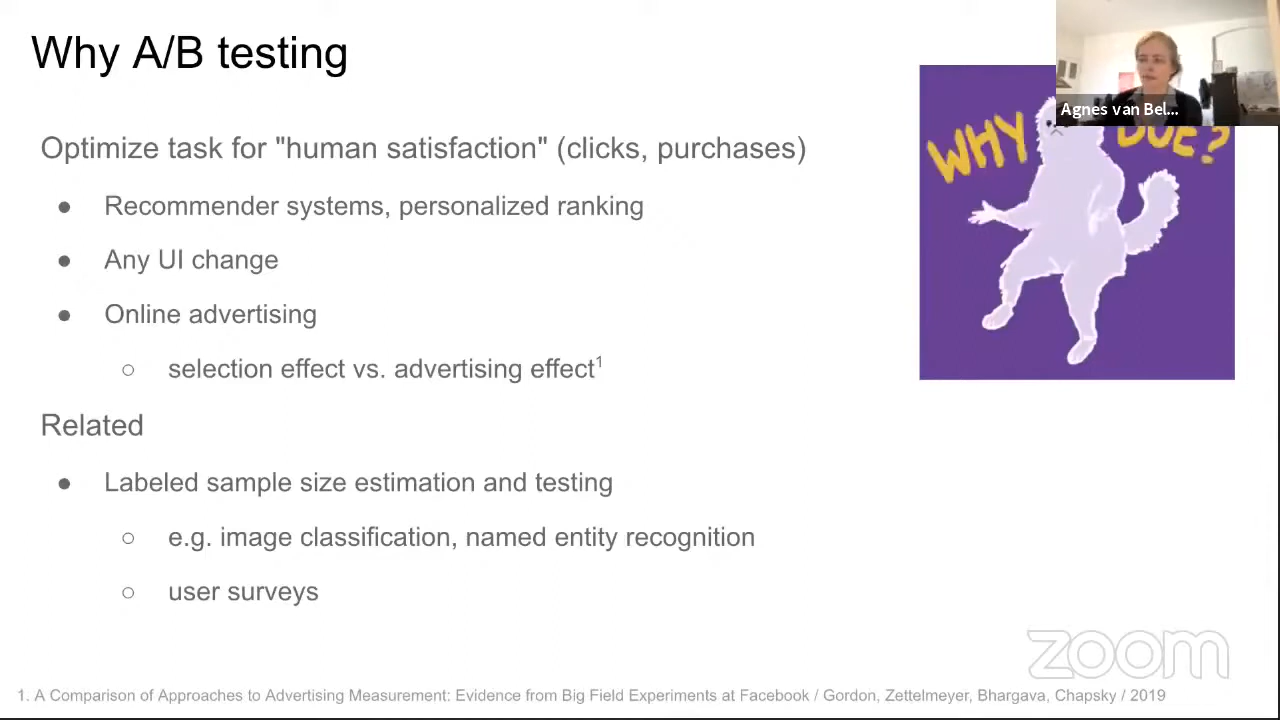 Why A/B testing
Agnes van Bel...
WHY
Optimize task for "human satisfaction" (clicks, purchases)
● Recommender systems, personalized ranking
● Any UI change
● Online advertising
○ selection effect vs. advertising effect¹
Related
● Labeled sample size estimation and testing
○ e.g. image classification, named entity recognition
○ user surveys
zoom
1. A Comparison of Approaches to Advertising Measurement: Evidence from Big Field Experiments at Facebook / Gordon, Zettelmeyer, Bhargava, Chapsky / 2019